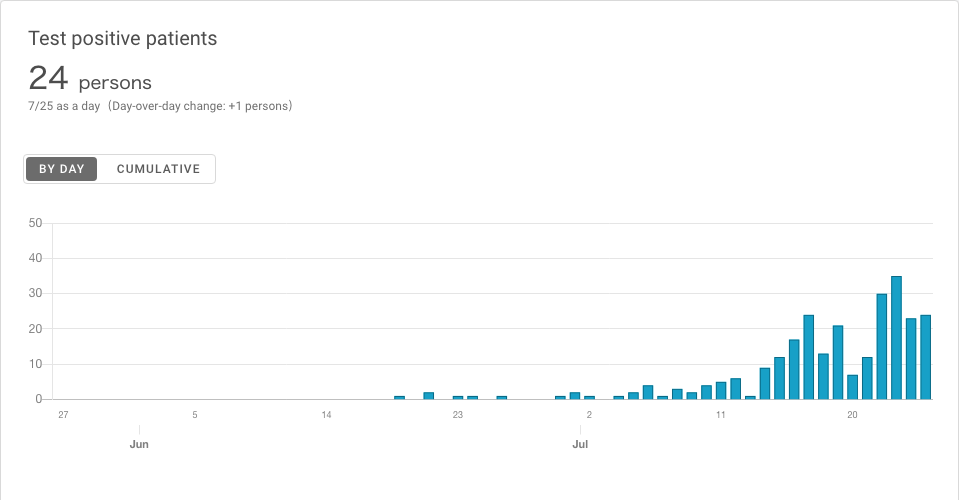 Test positive patients
24 persons
7/25 as a day（Day-over-day change: +1 persons）
BY DAY CUMULATIVE
50
40
30
20
10
0
27 5 14 23 2 11 20
Jun Jul